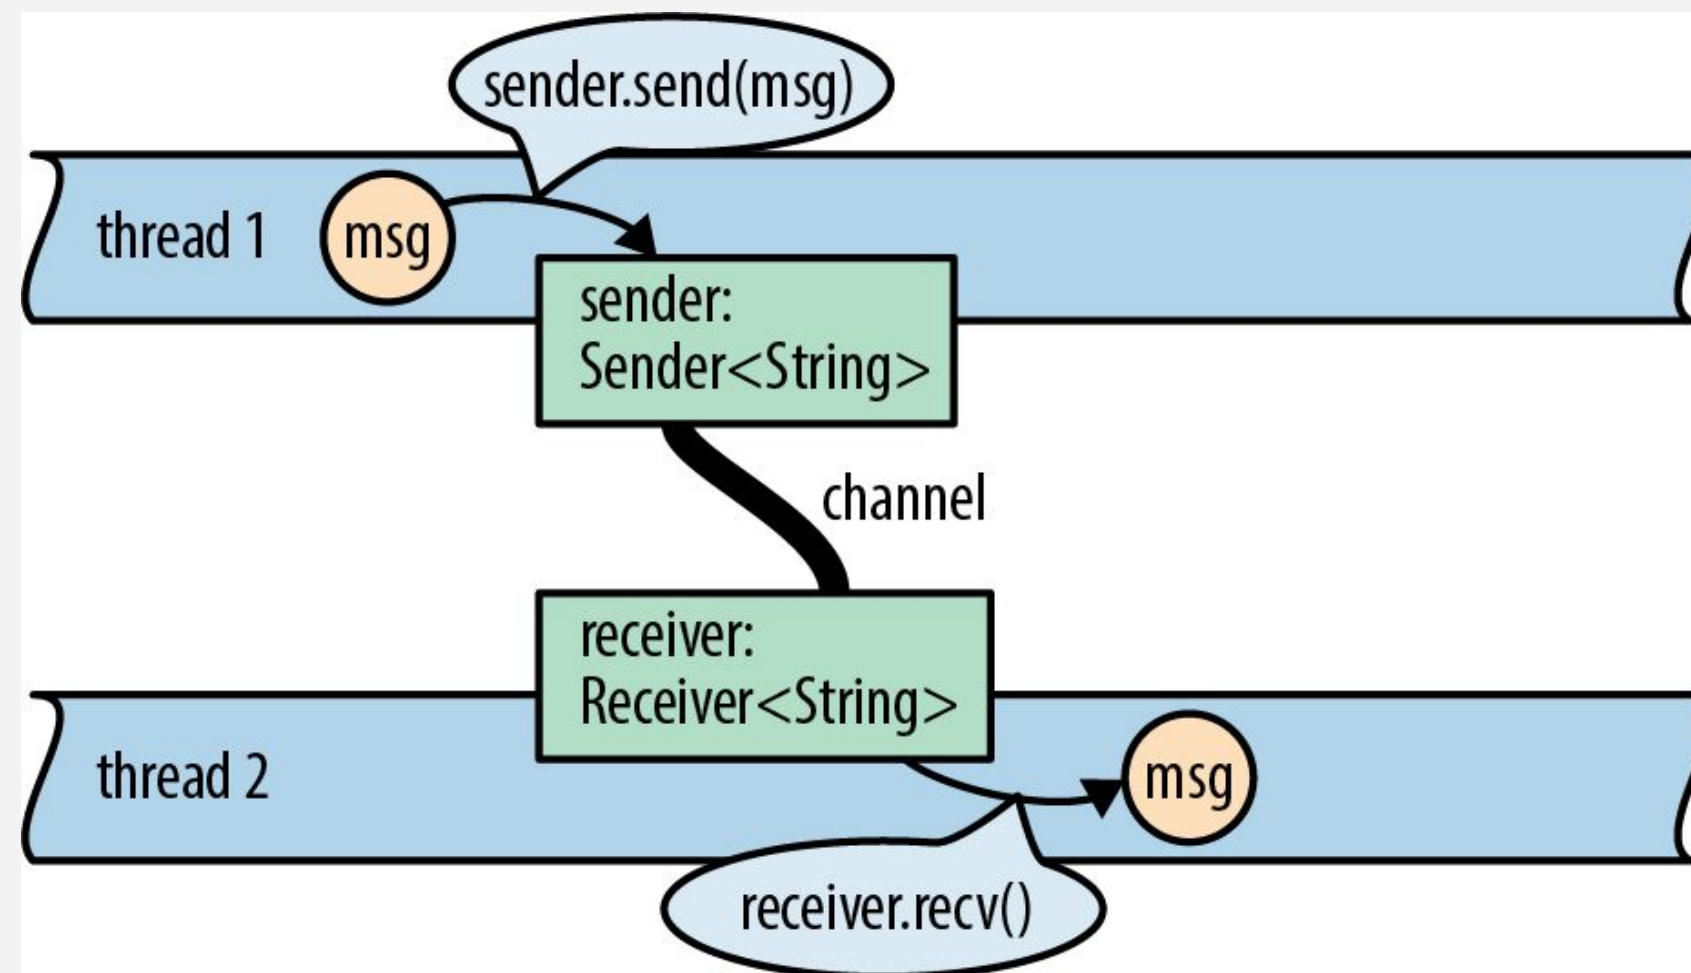 sender.send(msg)
thread 1
msg
sender:
Sender<String>
channel
receiver:
Receiver<String>
thread 2
msg
receiver.recv()